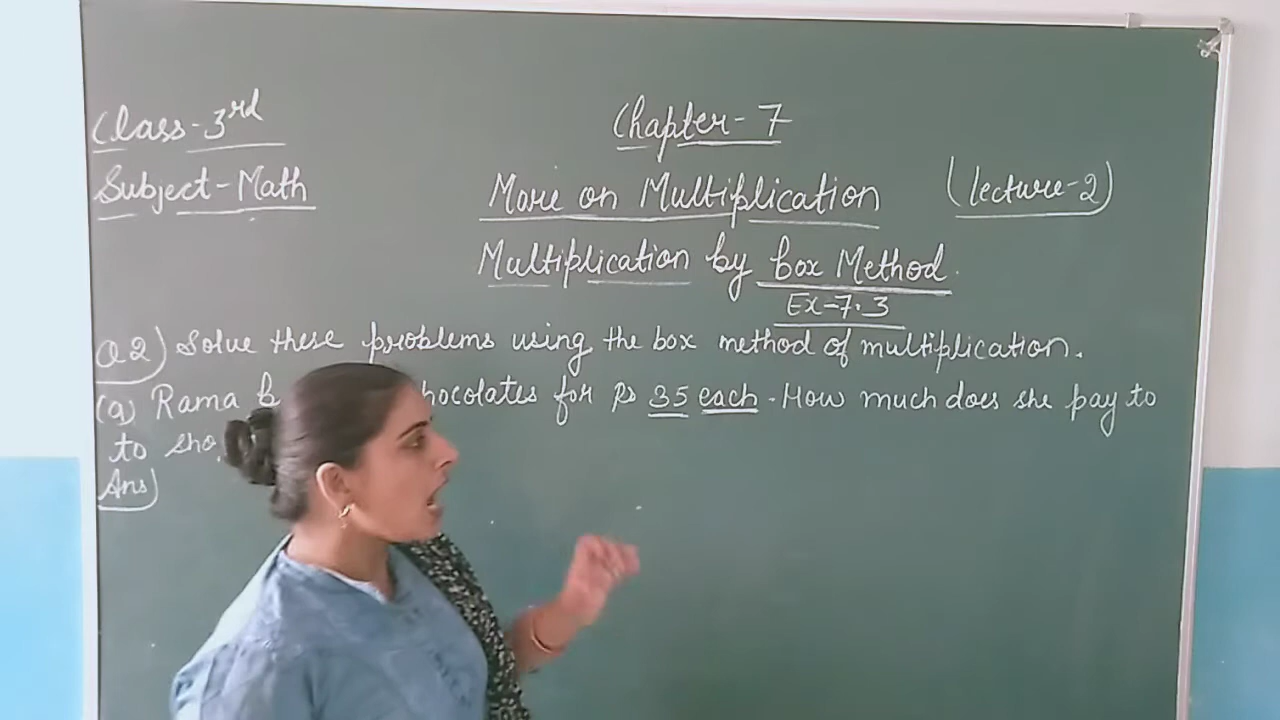 Class-3rd
Subject-Math
Chapter-7
More on Multiplication (lecture-2)
Multiplication by box Method.
Ex-7.3
Q2) Solve these problems using the box method of multiplication.
(a) Rama hocolates for Rs 35 each. How much does she pay to
to sho
Ans)